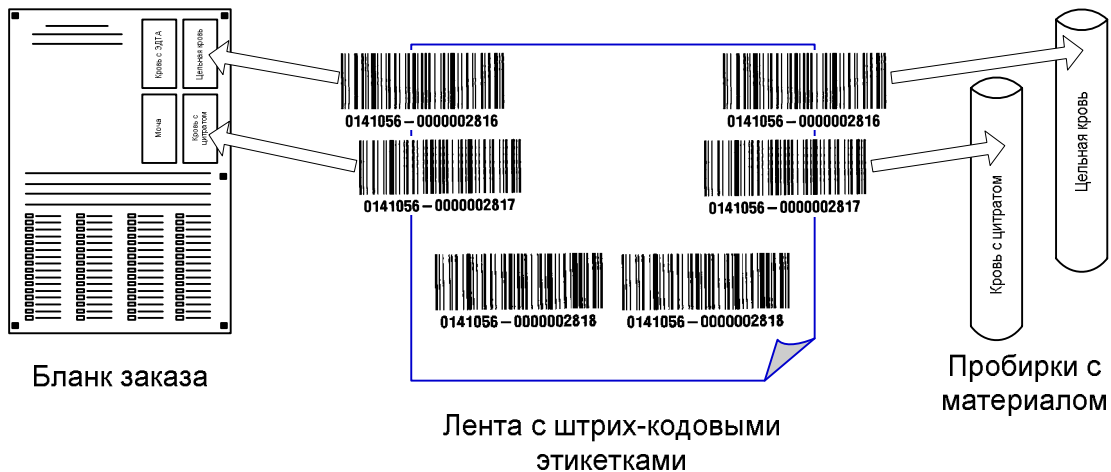 Кровь с ЭДТА
Цельная кровь
Моча
Кровь с
цитратом
0141056–0000002816
0141056–0000002816
0141056–0000002817
0141056–0000002817
0141056–0000002818
0141056–0000002818
Кровь с цитратом
Цельная кровь
Бланк заказа
Лента с штрих-кодовыми
этикетками
Пробирки с
материалом